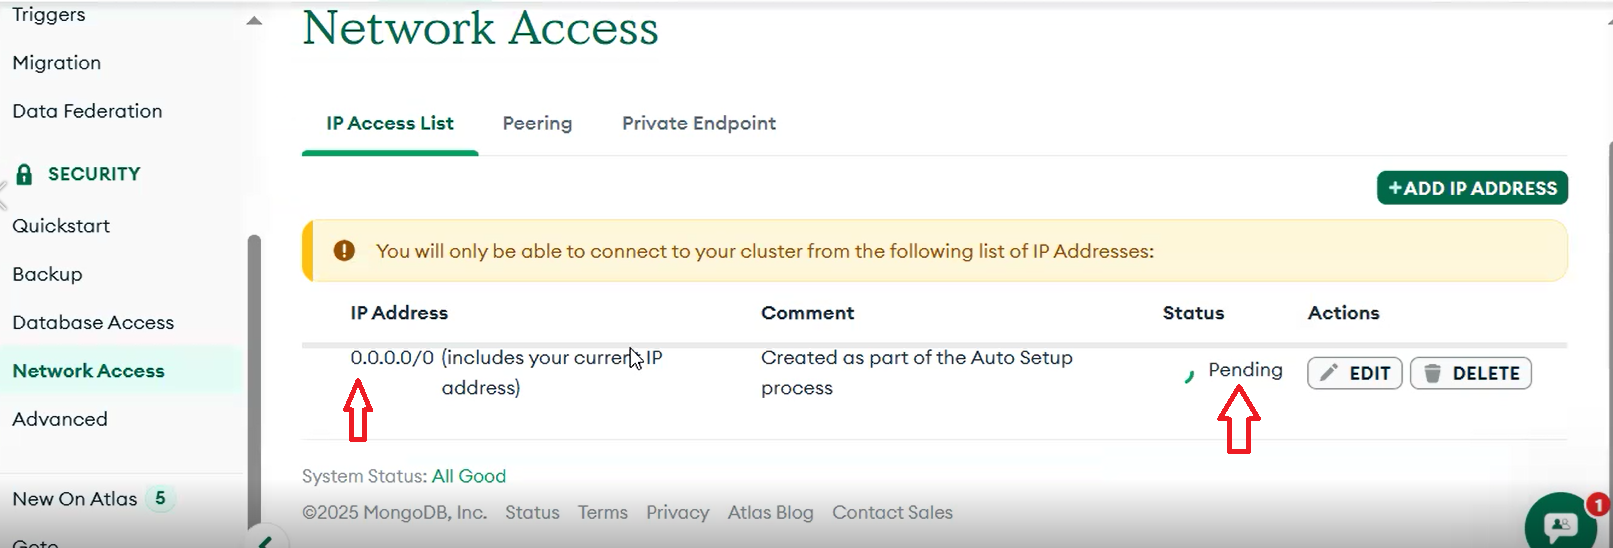 Triggers
Migration
Data Federation
SECURITY
Quickstart
Backup
Database Access
Network Access
Advanced
New On Atlas 5
Goto
Network Access
IP Access List Peering Private Endpoint
+ADD IP ADDRESS
You will only be able to connect to your cluster from the following list of IP Addresses:
IP Address Comment Status Actions
0.0.0.0/0 (includes your current IP
address)
Created as part of the Auto Setup
process
Pending
EDIT DELETE
System Status: All Good
©2025 MongoDB, Inc. Status Terms Privacy Atlas Blog Contact Sales
1